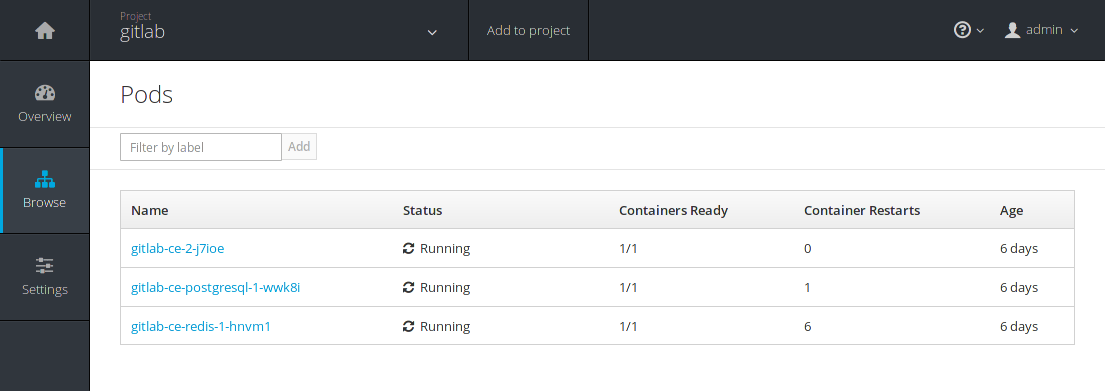 Project
gitlab
Add to project
? admin
Overview
Browse
Settings
Pods
Filter by label Add
Name Status Containers Ready Container Restarts Age
gitlab-ce-2-j7ioe Running 1/1 0 6 days
gitlab-ce-postgresql-1-wwk8i Running 1/1 1 6 days
gitlab-ce-redis-1-hnvm1 Running 1/1 6 6 days